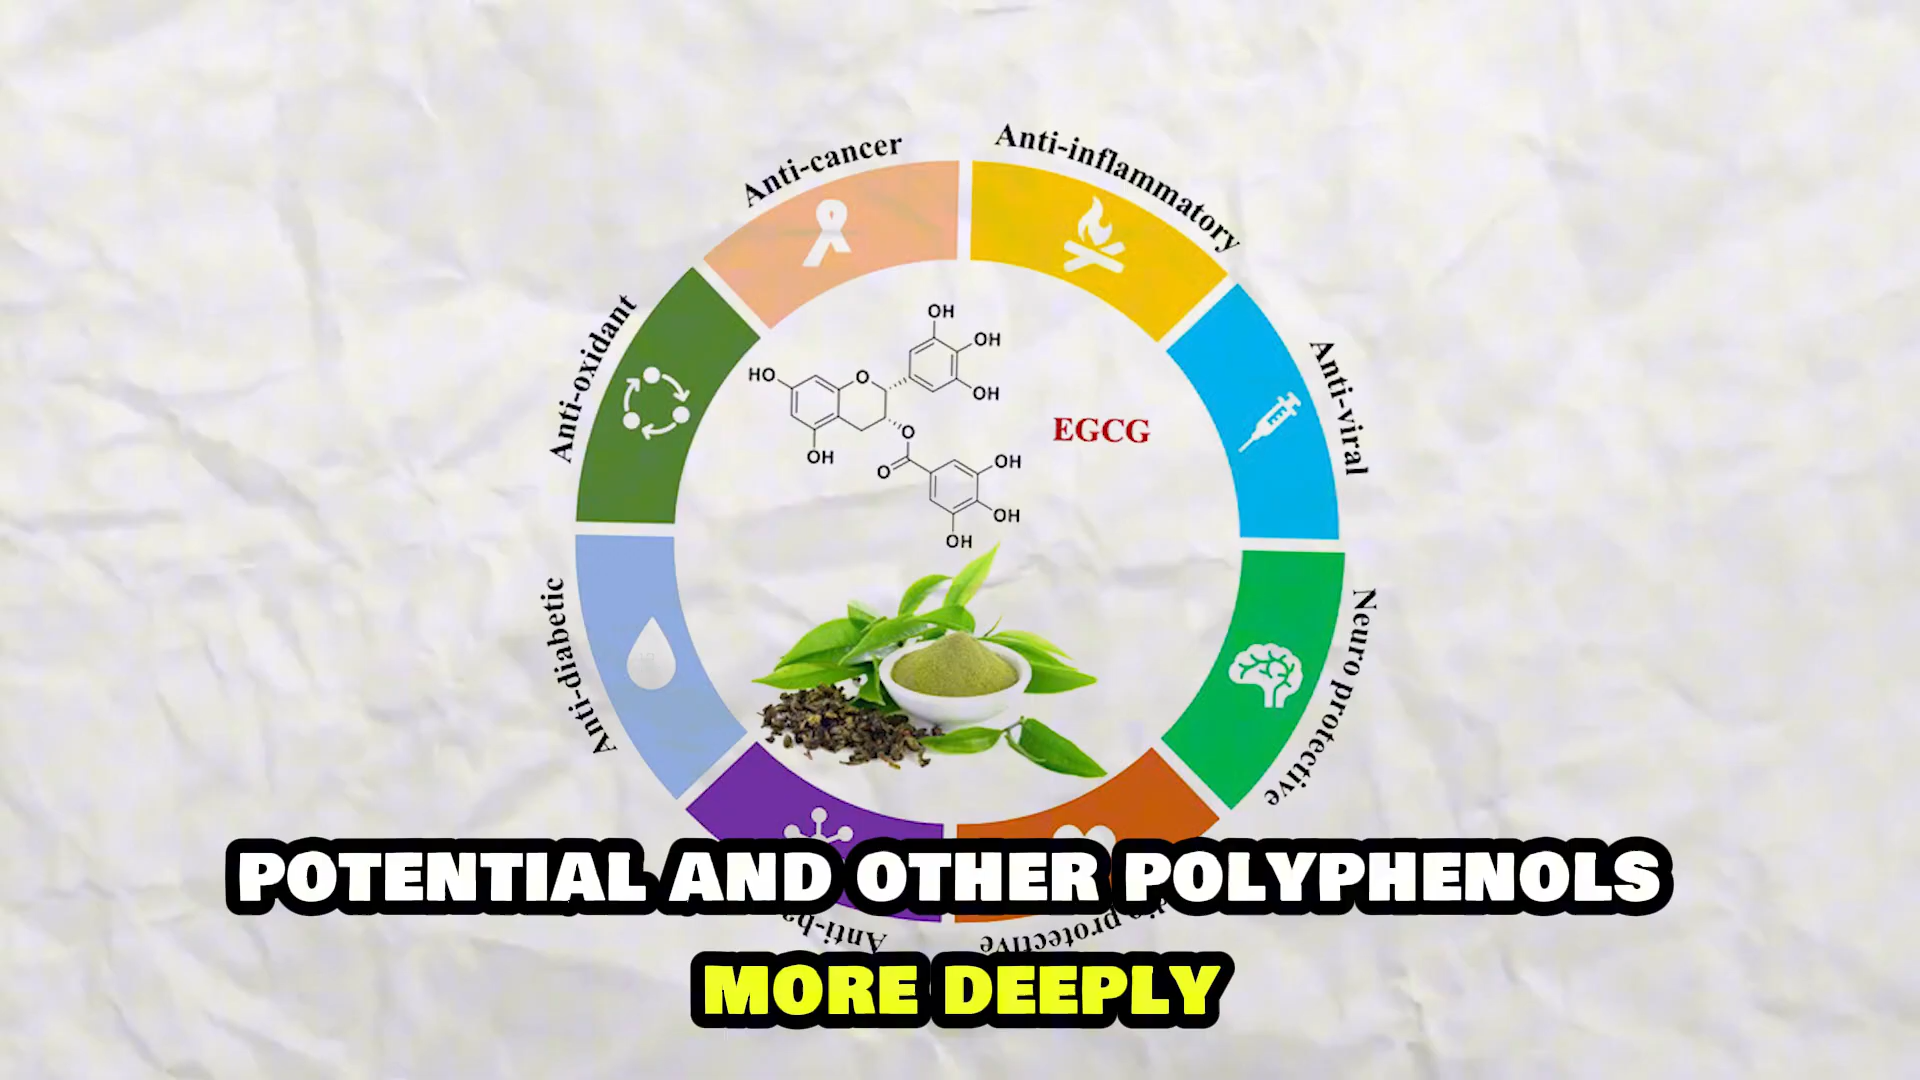 Anti-cancer
Anti-inflammatory
Anti-oxidant
Anti-viral
OH
OH
HO
O
OH
EGCG
O
OH
O
OH
OH
OH
Anti-diabetic
Neuro protective
POTENTIAL AND OTHER POLYPHENOLS
protective
MORE DEEPLY